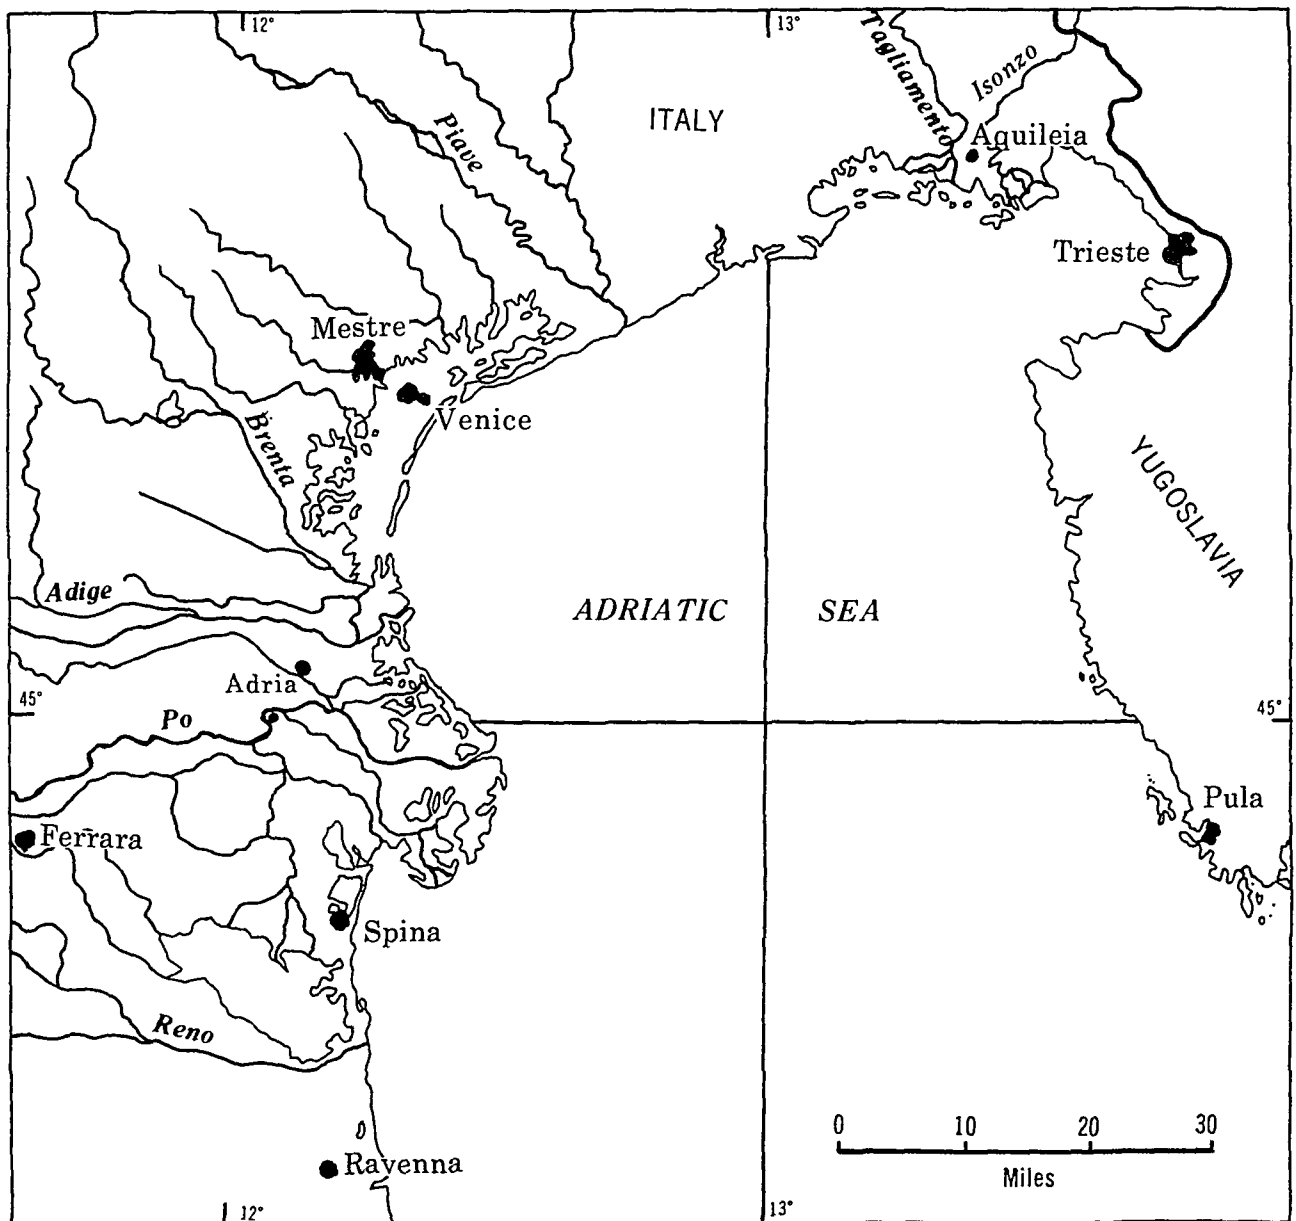 12°
13°
Tagliamento
Isonzo
ITALY
Piave
Aquileia
Trieste
Mestre
Venice
Brenta
YUGOSLAVIA
Adige
ADRIATIC SEA
Adria
45°
Po
45°
Pula
Ferrara
Spina
Reno
0 10 20 30
Miles
Ravenna
12°
13°